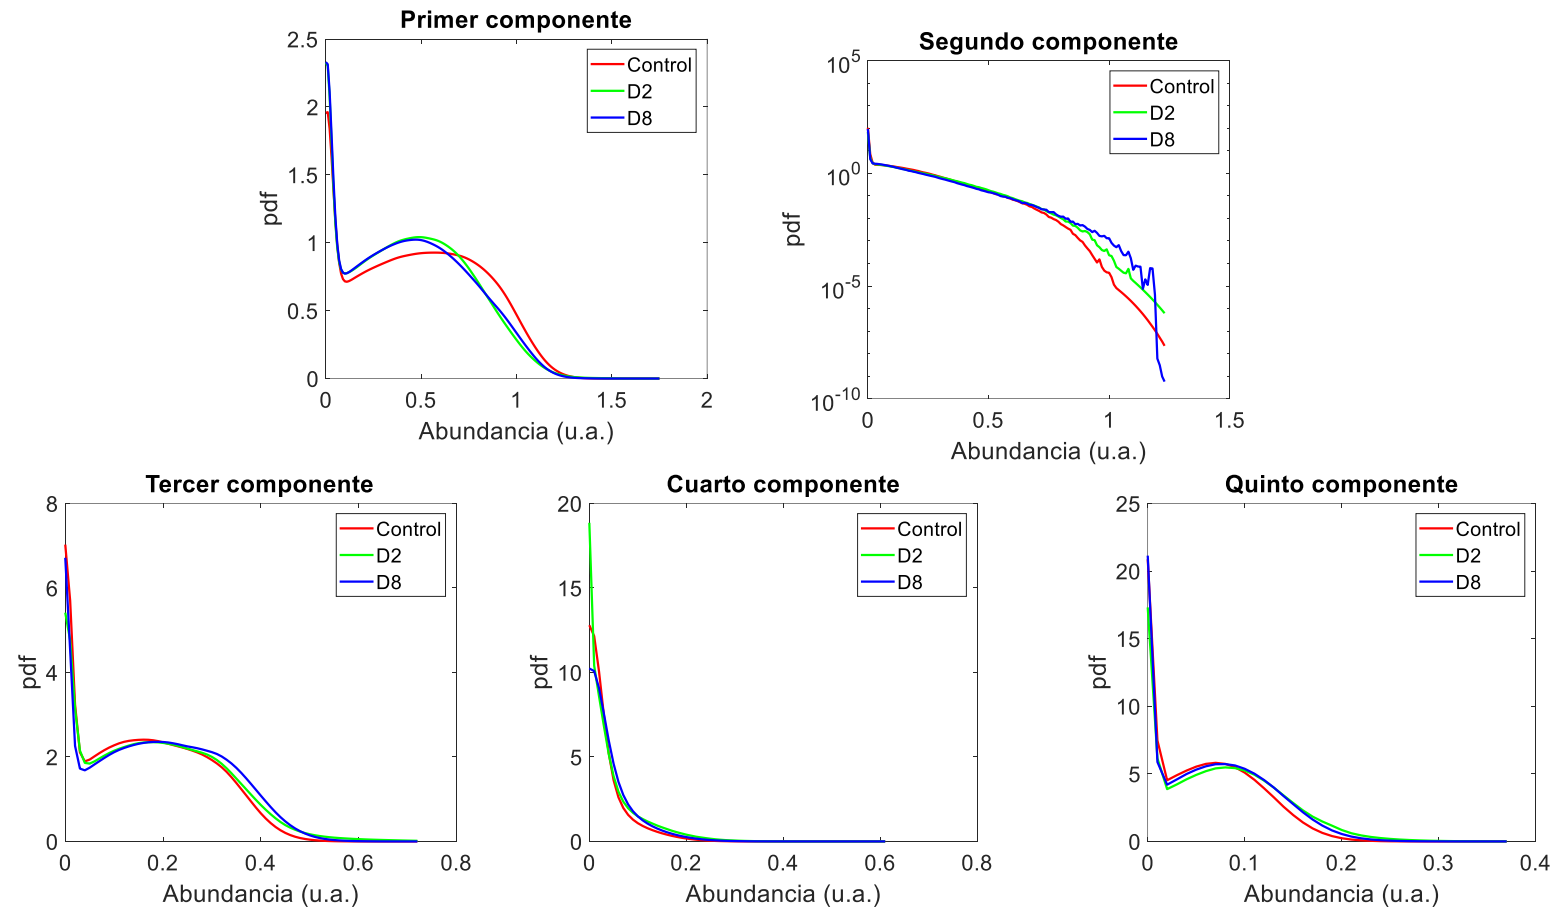 Primer componente
2.5
2
1.5
1
0.5
0
0 0.5 1 1.5 2
pdf
Abundancia (u.a.)
Control
D2
D8
Segundo componente
10^5
10^0
10^-5
10^-10
0 0.5 1 1.5
pdf
Abundancia (u.a.)
Control
D2
D8
Tercer componente
8
6
4
2
0
0 0.2 0.4 0.6 0.8
pdf
Abundancia (u.a.)
Control
D2
D8
Cuarto componente
20
15
10
5
0
0 0.2 0.4 0.6 0.8
pdf
Abundancia (u.a.)
Control
D2
D8
Quinto componente
25
20
15
10
5
0
0 0.1 0.2 0.3 0.4
pdf
Abundancia (u.a.)
Control
D2
D8